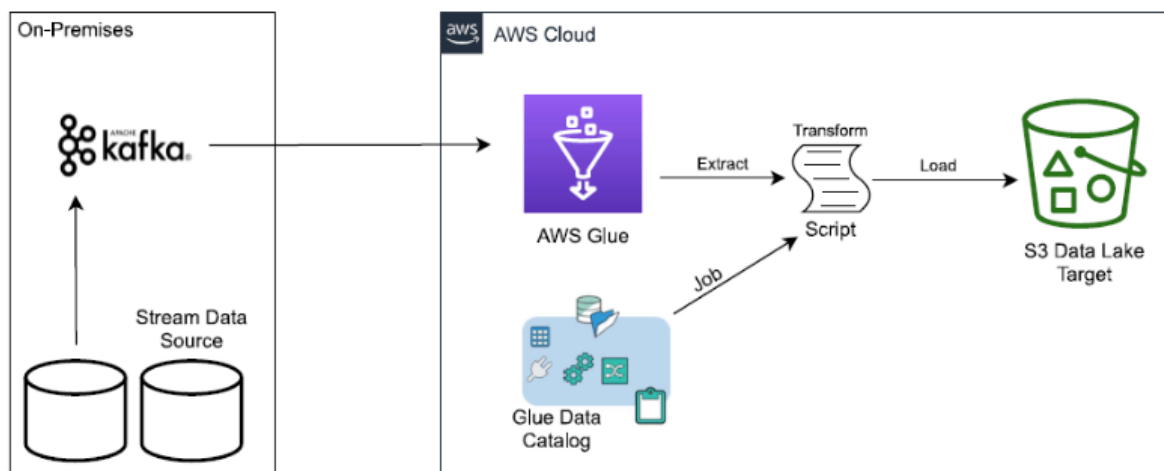 On-Premises
aws
AWS Cloud
APACHE
kafka®
Transform
Extract
Load
AWS Glue
Script
S3 Data Lake
Target
Job
Stream Data
Source
Glue Data
Catalog